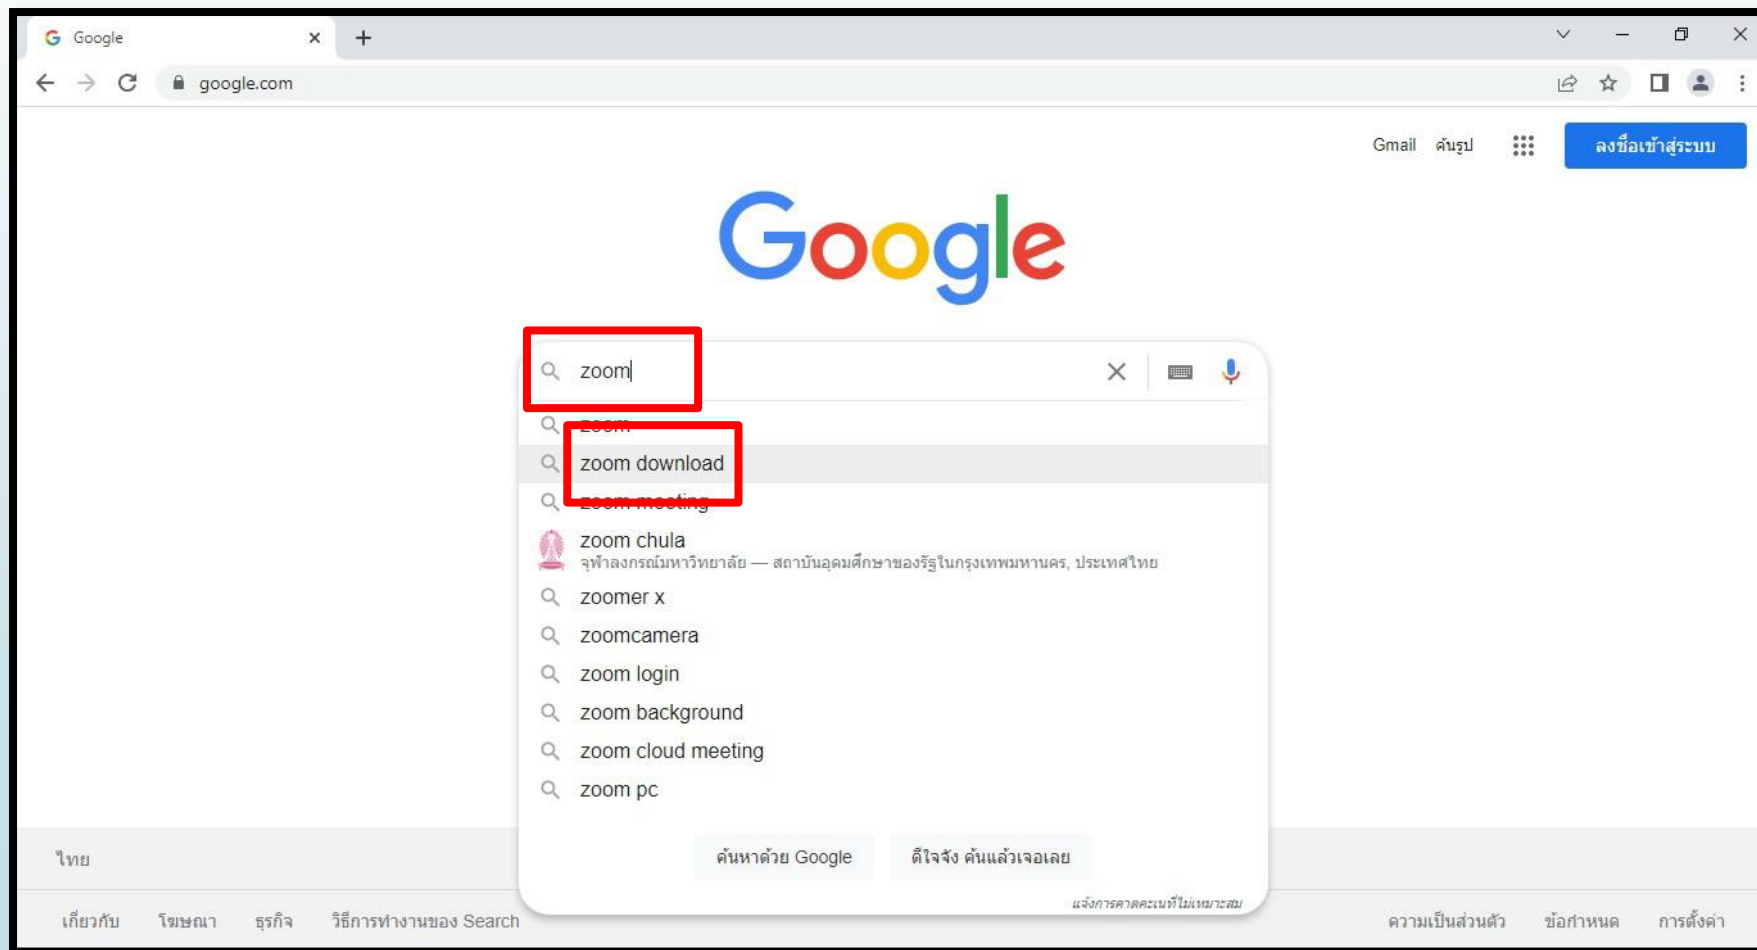 Google
google.com
Gmail ค้นรูป ลงชื่อเข้าสู่ระบบ
Google
zoom
zoom
zoom download
zoom meeting
zoom chula
จุฬาลงกรณ์มหาวิทยาลัย — สถาบันอุดมศึกษาของรัฐในกรุงเทพมหานคร, ประเทศไทย
zoomer x
zoomcamera
zoom login
zoom background
zoom cloud meeting
zoom pc
ค้นหาด้วย Google ดีใจจัง ค้นแล้วเจอเลย
แจ้งการคาดคะเนที่ไม่เหมาะสม
ไทย
เกี่ยวกับ โฆษณา ธุรกิจ วิธีการทำงานของ Search ความเป็นส่วนตัว ข้อกำหนด การตั้งค่า